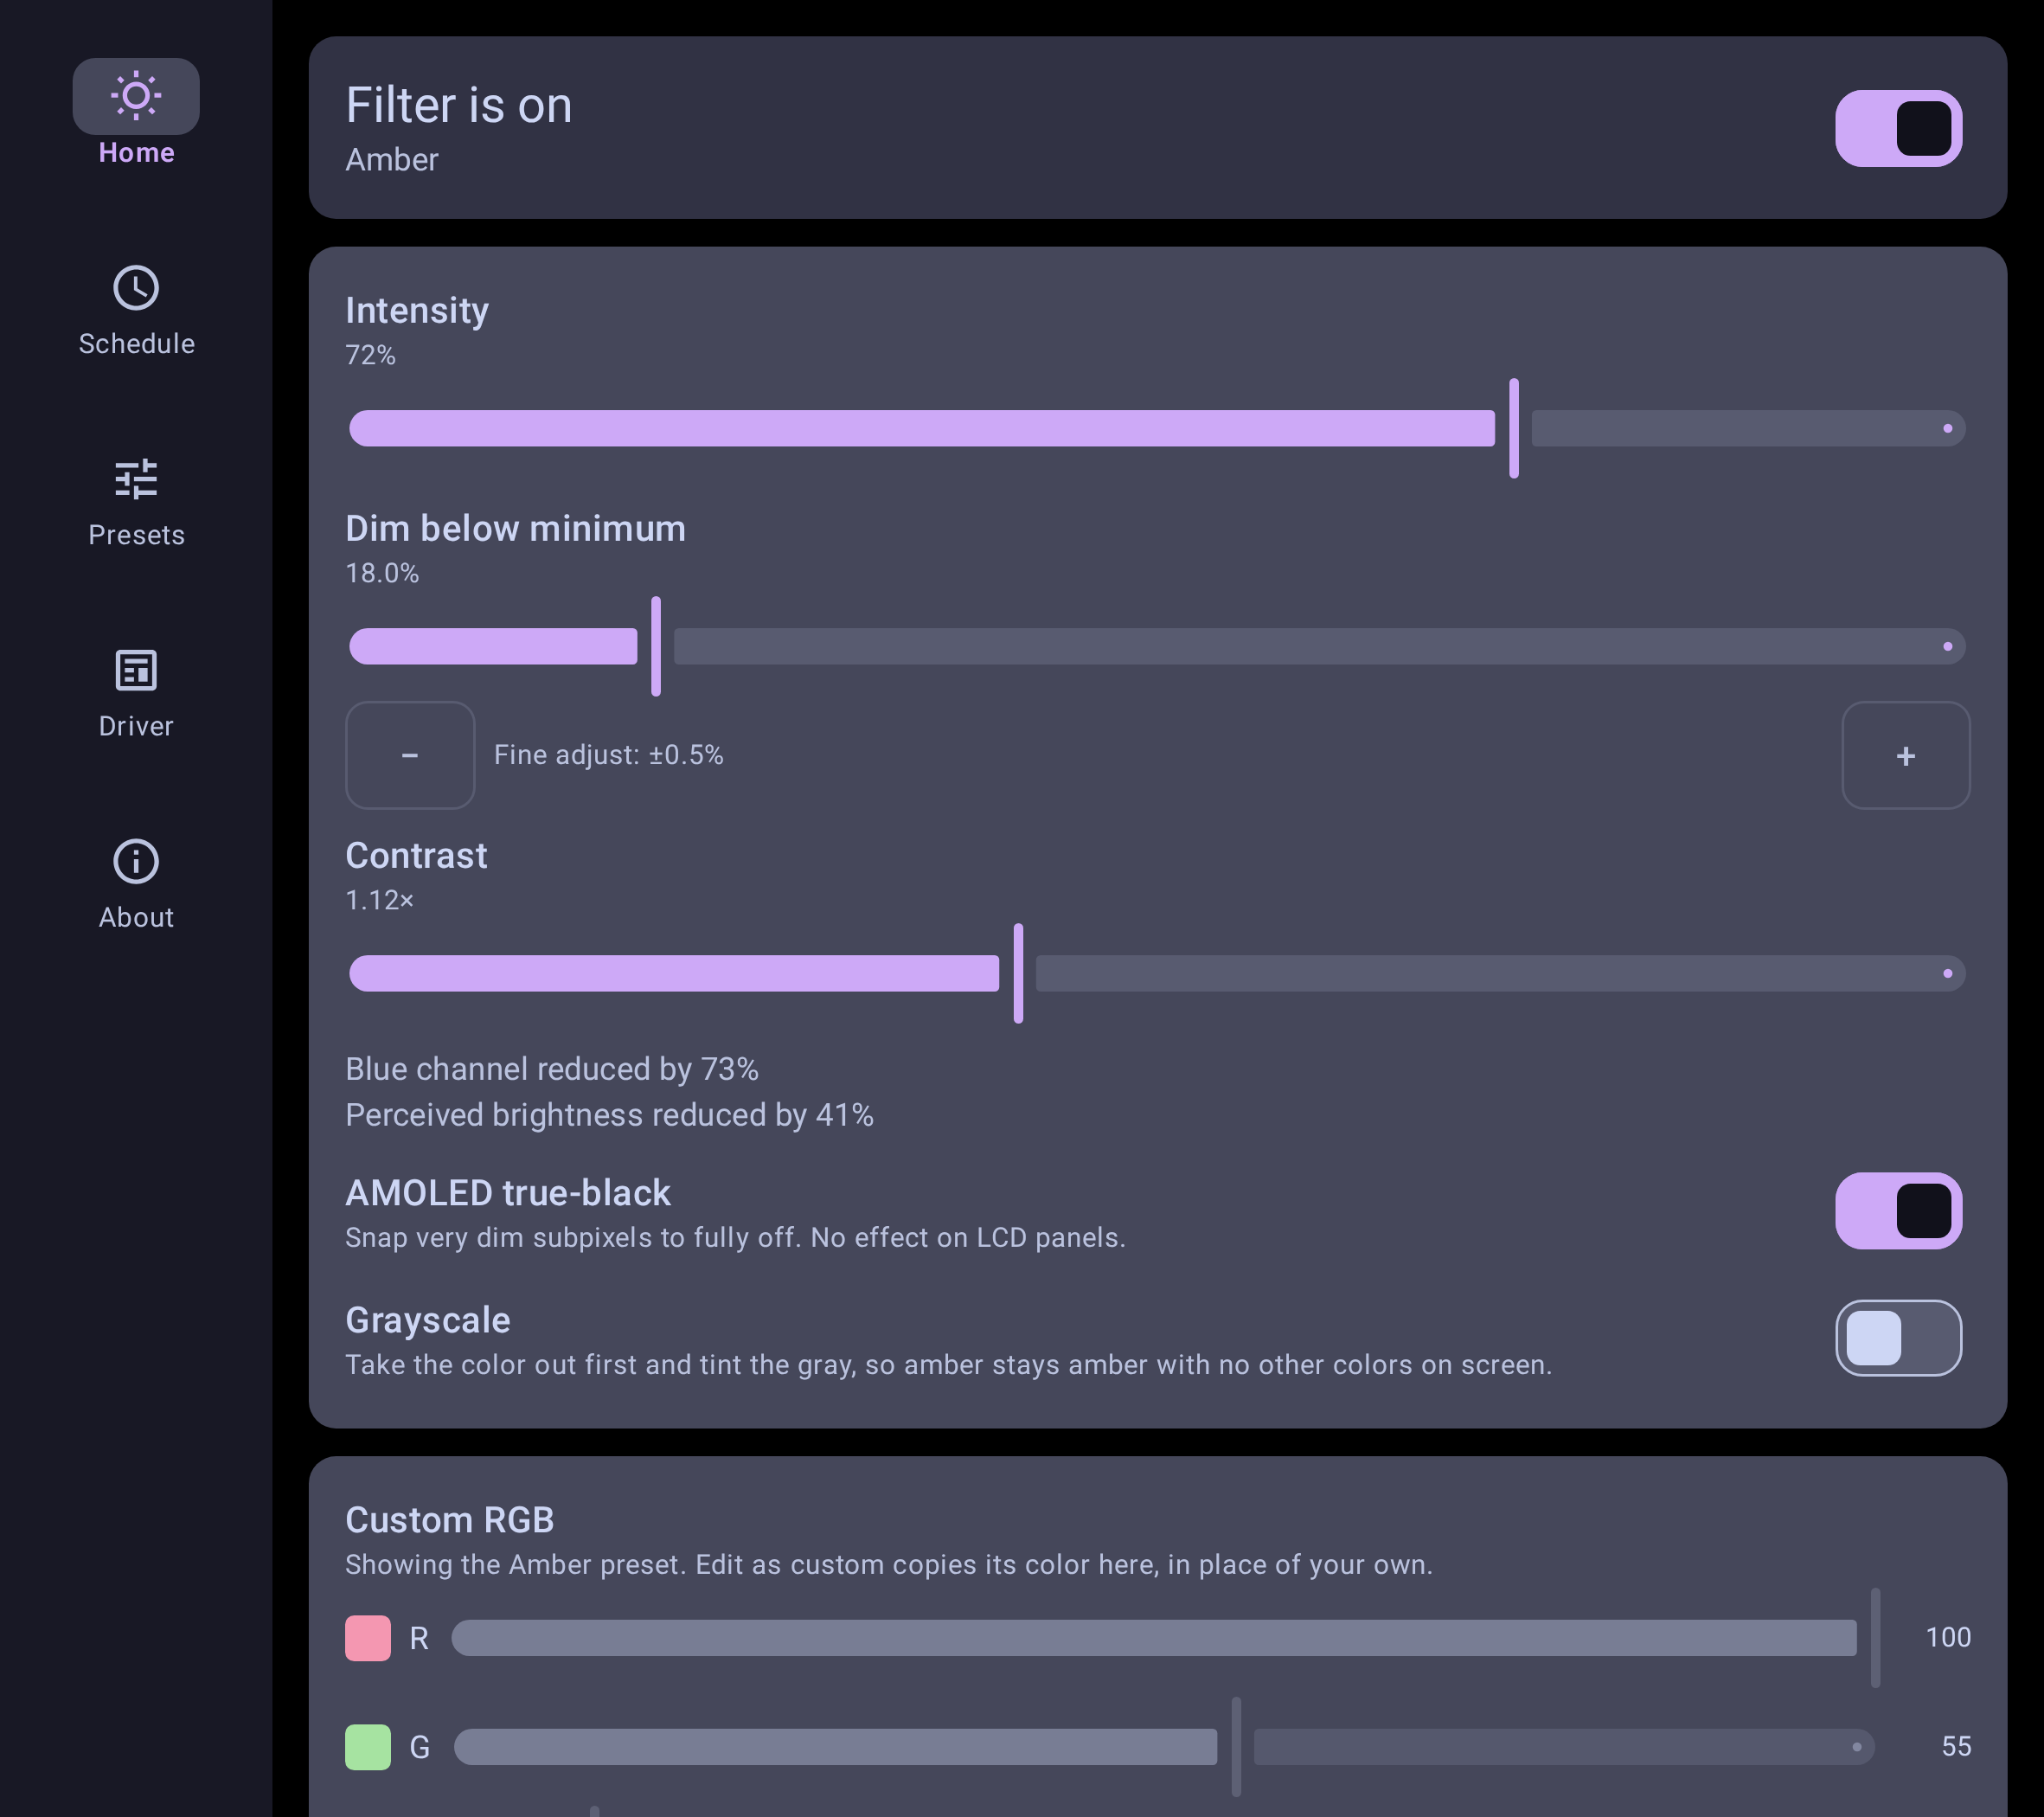 Home
Schedule
Presets
Driver
About
Filter is on
Amber
Intensity
72%
Dim below minimum
18.0%
−
Fine adjust: ±0.5%
+
Contrast
1.12×
Blue channel reduced by 73%
Perceived brightness reduced by 41%
AMOLED true-black
Snap very dim subpixels to fully off. No effect on LCD panels.
Grayscale
Take the color out first and tint the gray, so amber stays amber with no other colors on screen.
Custom RGB
Showing the Amber preset. Edit as custom copies its color here, in place of your own.
R
100
G
55